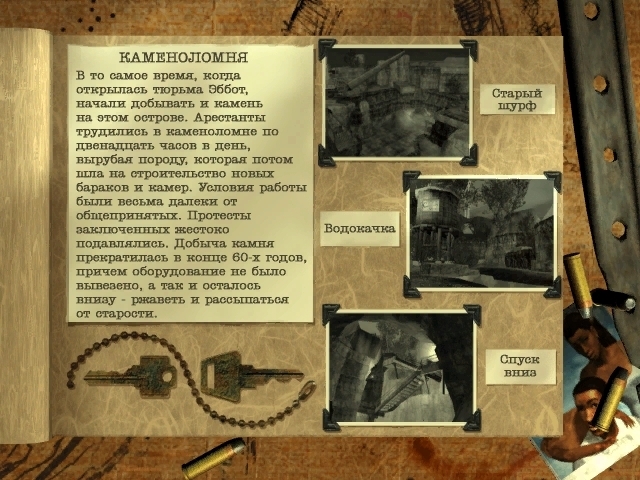 КАМЕНОЛОМНЯ
В то самое время, когда
открылась тюрьма Эббот,
начали добывать и камень
на этом острове. Арестанты
трудились в каменоломне по
двенадцать часов в день,
вырубая породу, которая потом
шла на строительство новых
бараков и камер. Условия работы
были весьма далеки от
общепринятых. Протесты
заключенных жестоко
подавлялись. Добыча камня
прекратилась в конце 60-х годов,
причем оборудование не было
вывезено, а так и осталось
внизу - ржаветь и рассыпаться
от старости.
Старый
шурф
Водокачка
Спуск
вниз